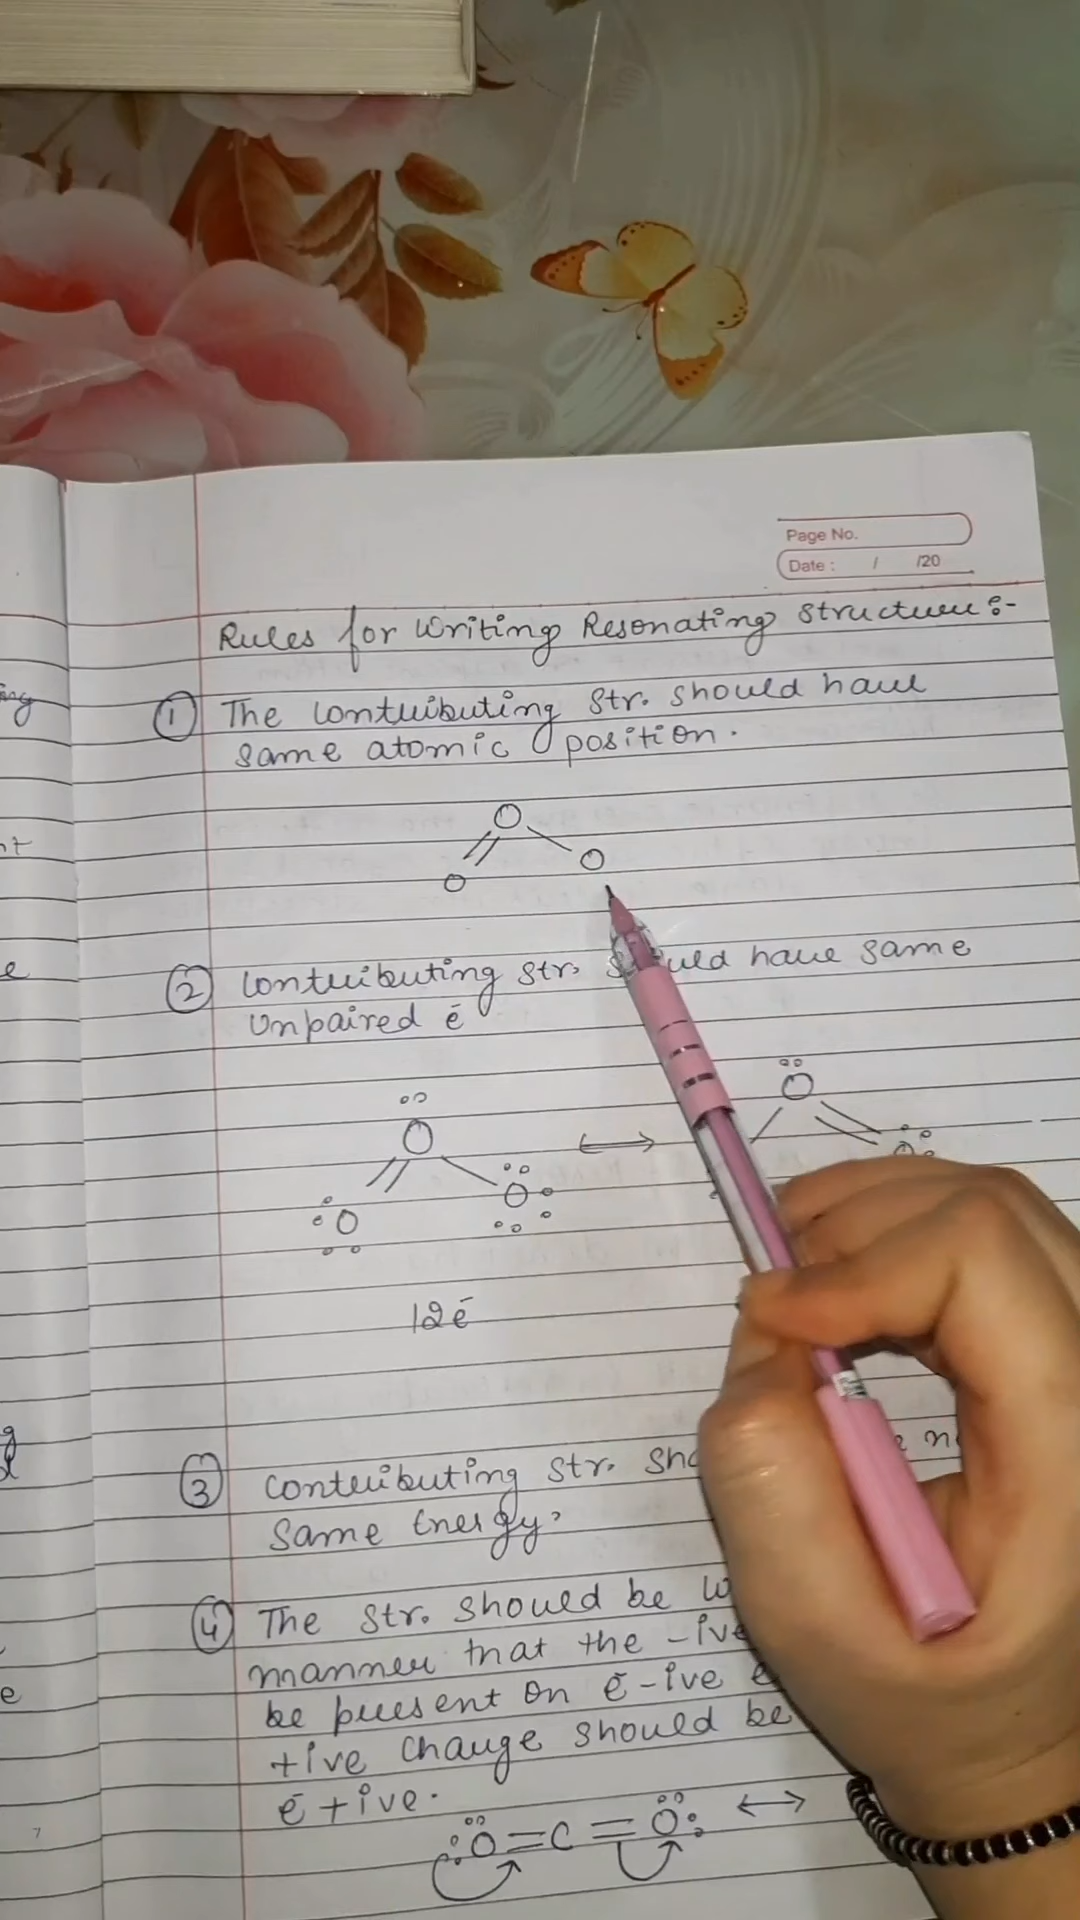 Page No.
Date : / /20
Rules for Writing Resonating Structure:-
① The Contributing Str. Should have
same atomic position.
O
O O
② Contributing Str. Should have same
Unpaired ē
O ↔ O
O O O
12ē
③ Contributing Str.
Same Energy.
④ The Str. Should be
manner that the -ive
be present on ē-ive
+ive Charge Should be
ē +ive.
O=C=O ↔